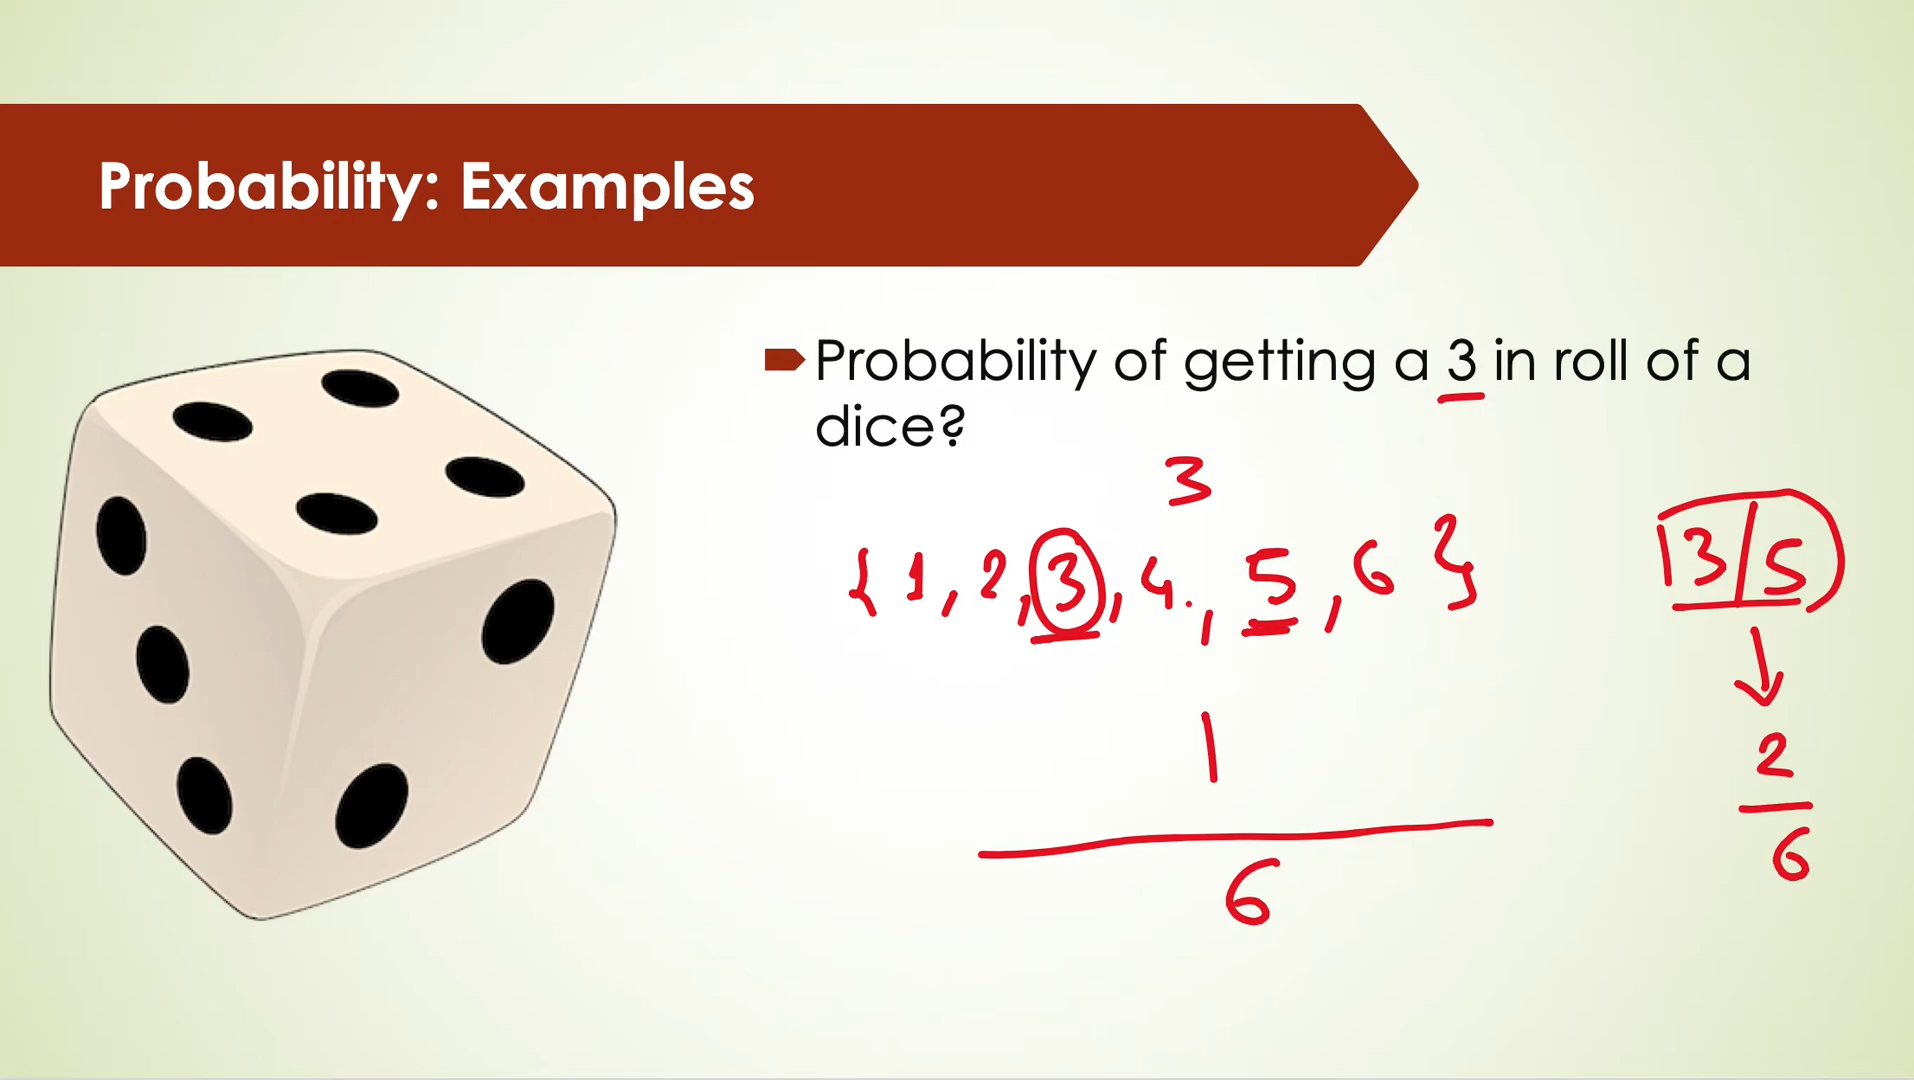 Probability: Examples
Probability of getting a 3 in roll of a
dice?
3
{ 1, 2, 3, 4., 5, 6 }
3/5
1
6
2
6